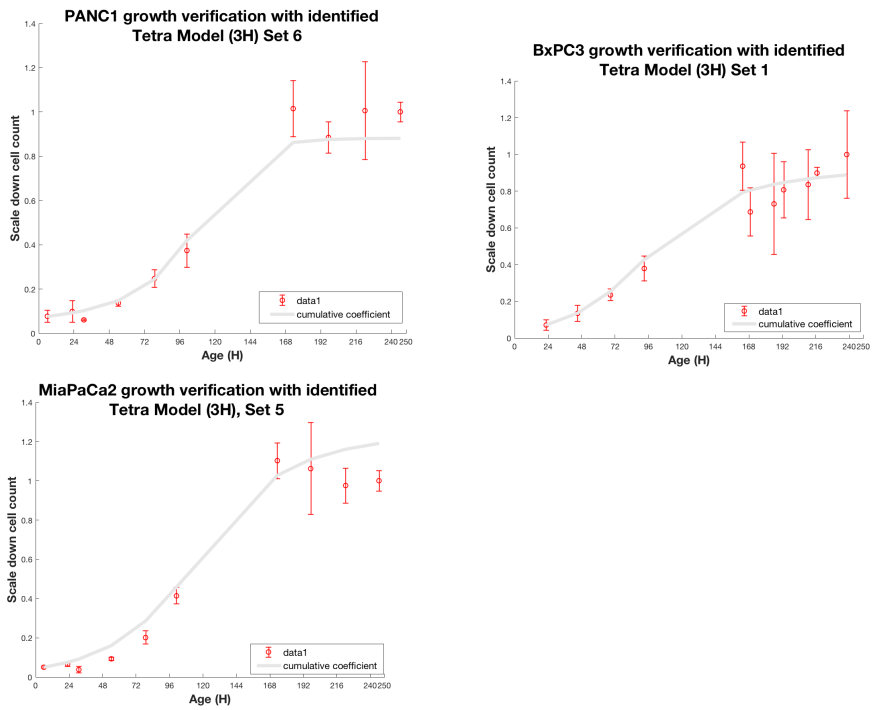 PANC1 growth verification with identified
Tetra Model (3H) Set 6
1.4
1.2
1
0.8
0.6
0.4
0.2
0
Scale down cell count
0 24 48 72 96 120 144 168 192 216 240 250
Age (H)
data1
cumulative coefficient
BxPC3 growth verification with identified
Tetra Model (3H) Set 1
1.4
1.2
1
0.8
0.6
0.4
0.2
0
Scale down cell count
0 24 48 72 96 120 144 168 192 216 240 250
Age (H)
data1
cumulative coefficient
MiaPaCa2 growth verification with identified
Tetra Model (3H), Set 5
1.4
1.2
1
0.8
0.6
0.4
0.2
0
Scale down cell count
0 24 48 72 96 120 144 168 192 216 240 250
Age (H)
data1
cumulative coefficient